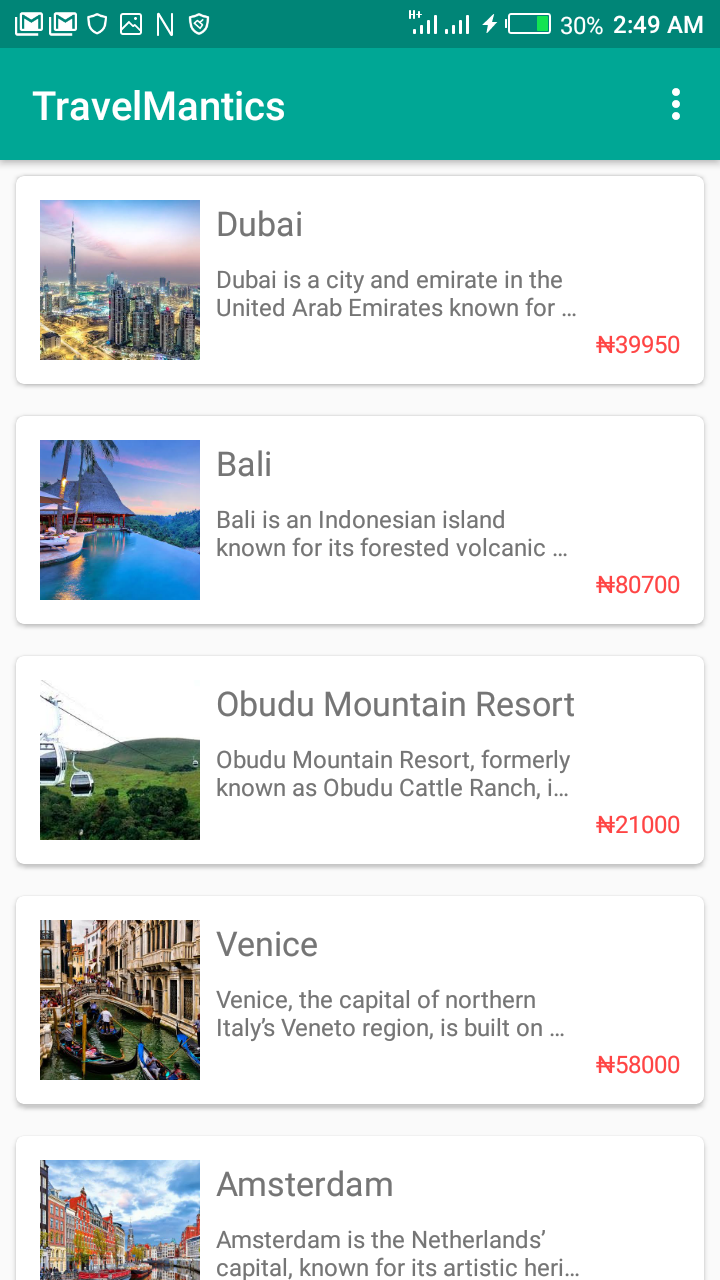 H+ 30% 2:49 AM
TravelMantics
Dubai
Dubai is a city and emirate in the
United Arab Emirates known for …
₦39950
Bali
Bali is an Indonesian island
known for its forested volcanic …
₦80700
Obudu Mountain Resort
Obudu Mountain Resort, formerly
known as Obudu Cattle Ranch, i…
₦21000
Venice
Venice, the capital of northern
Italy’s Veneto region, is built on …
₦58000
Amsterdam
Amsterdam is the Netherlands’
capital, known for its artistic heri…